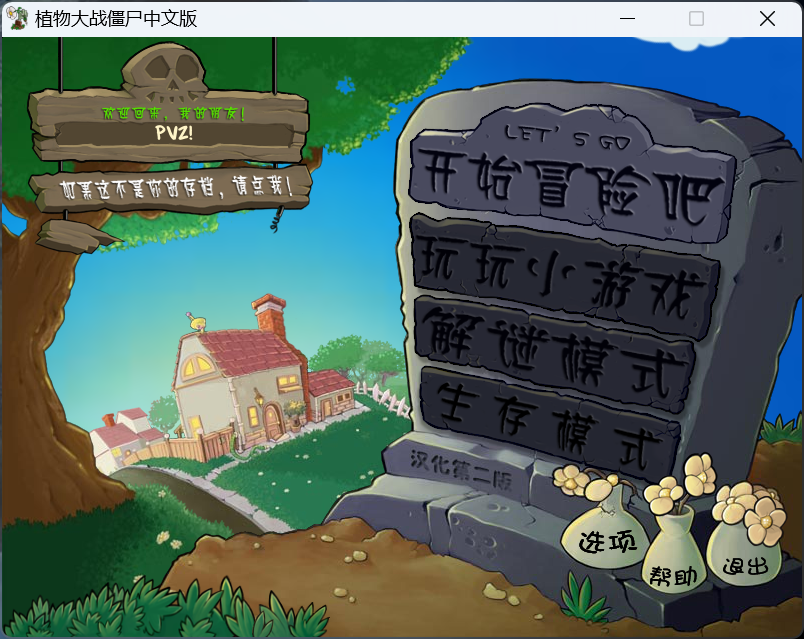 植物大战僵尸中文版
欢迎回来，我的朋友！
PVZ!
如果这不是你的存档，请点我！
LET'S GO
开始冒险吧
玩玩小游戏
解谜模式
生存模式
汉化第二版
选项
帮助
退出